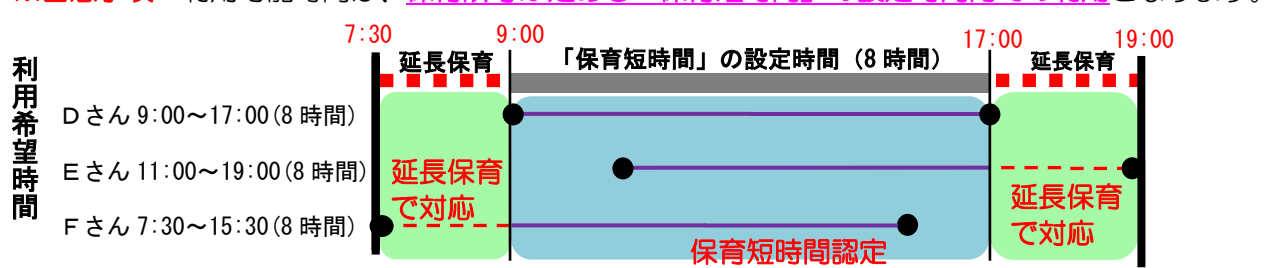 7:30
9:00
17:00
19:00
延長保育
「保育短時間」の設定時間(8 時間)
延長保育
利用希望時間
Dさん 9:00~17:00(8 時間)
Eさん 11:00~19:00(8 時間)
Fさん 7:30~15:30(8 時間)
延長保育
で対応
延長保育
で対応
保育短時間認定